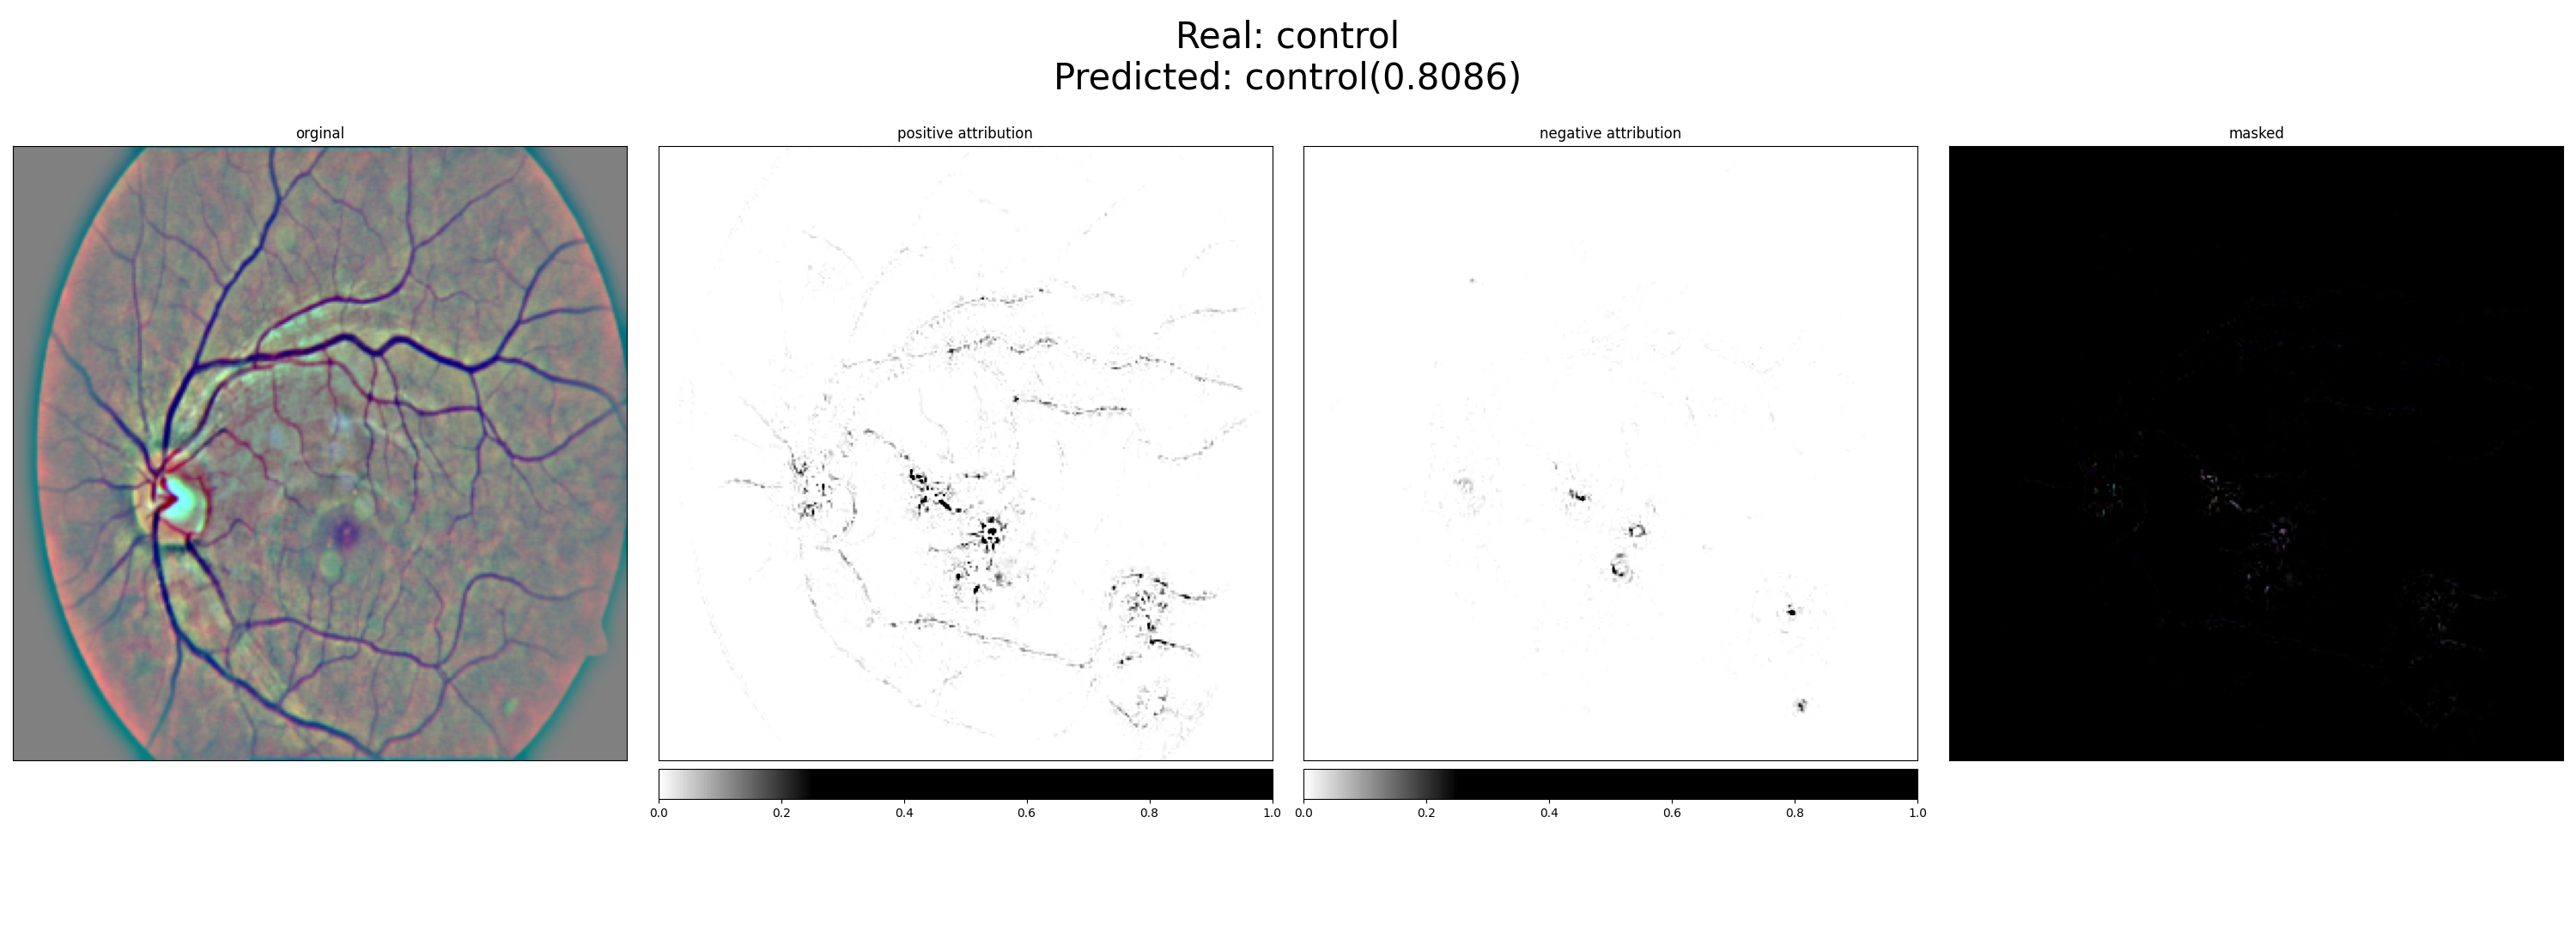 Real: control
Predicted: control(0.8086)
orginal
positive attribution
negative attribution
masked
0.0 0.2 0.4 0.6 0.8 1.0
0.0 0.2 0.4 0.6 0.8 1.0